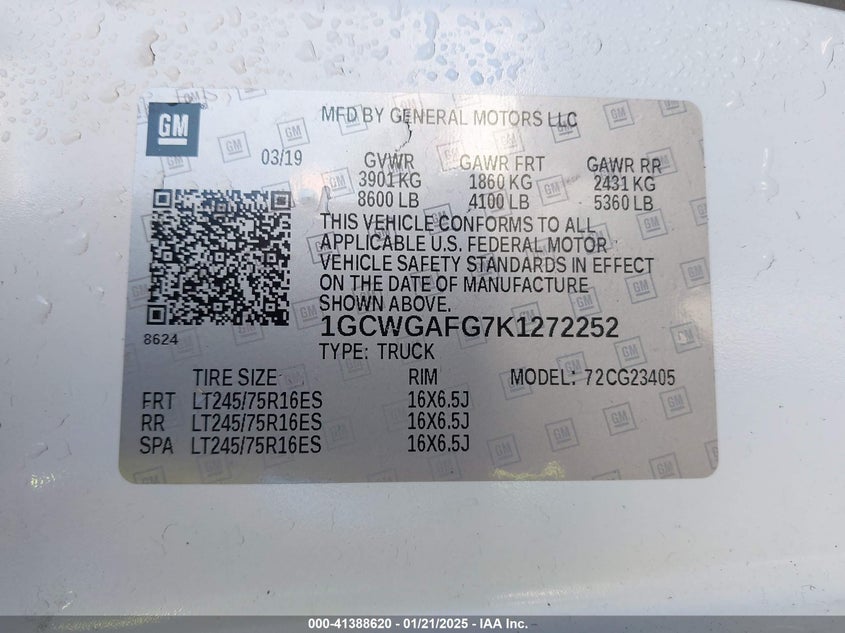 GM
MFD BY GENERAL MOTORS LLC
03/19
GVWR GAWR FRT GAWR RR
3901 KG 1860 KG 2431 KG
8600 LB 4100 LB 5360 LB
THIS VEHICLE CONFORMS TO ALL
APPLICABLE U.S. FEDERAL MOTOR
VEHICLE SAFETY STANDARDS IN EFFECT
ON THE DATE OF MANUFACTURE
SHOWN ABOVE.
1GCWGAFG7K1272252
8624
TYPE: TRUCK
TIRE SIZE RIM MODEL: 72CG23405
FRT LT245/75R16ES 16X6.5J
RR LT245/75R16ES 16X6.5J
SPA LT245/75R16ES 16X6.5J
000-41388620 - 01/21/2025 - IAA Inc.